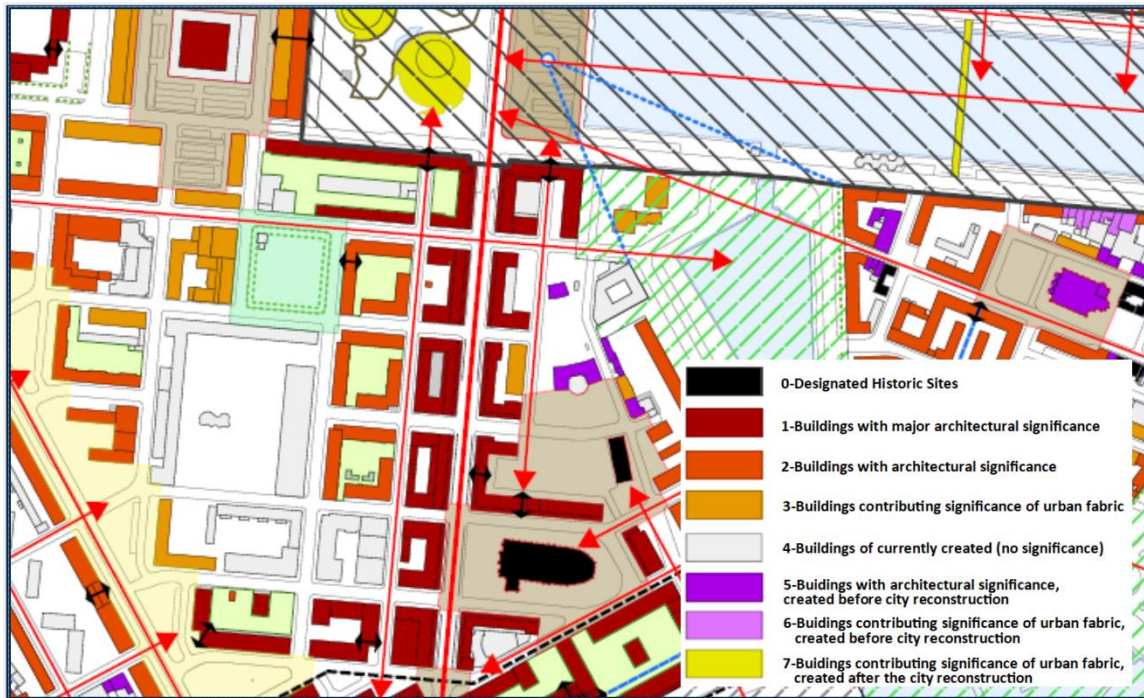 0-Designated Historic Sites
1-Buildings with major architectural significance
2-Buildings with architectural significance
3-Buildings contributing significance of urban fabric
4-Buildings of currently created (no significance)
5-Buidings with architectural significance,
created before city reconstruction
6-Buidings contributing significance of urban fabric,
created before city reconstruction
7-Buidings contributing significance of urban fabric,
created after the city reconstruction